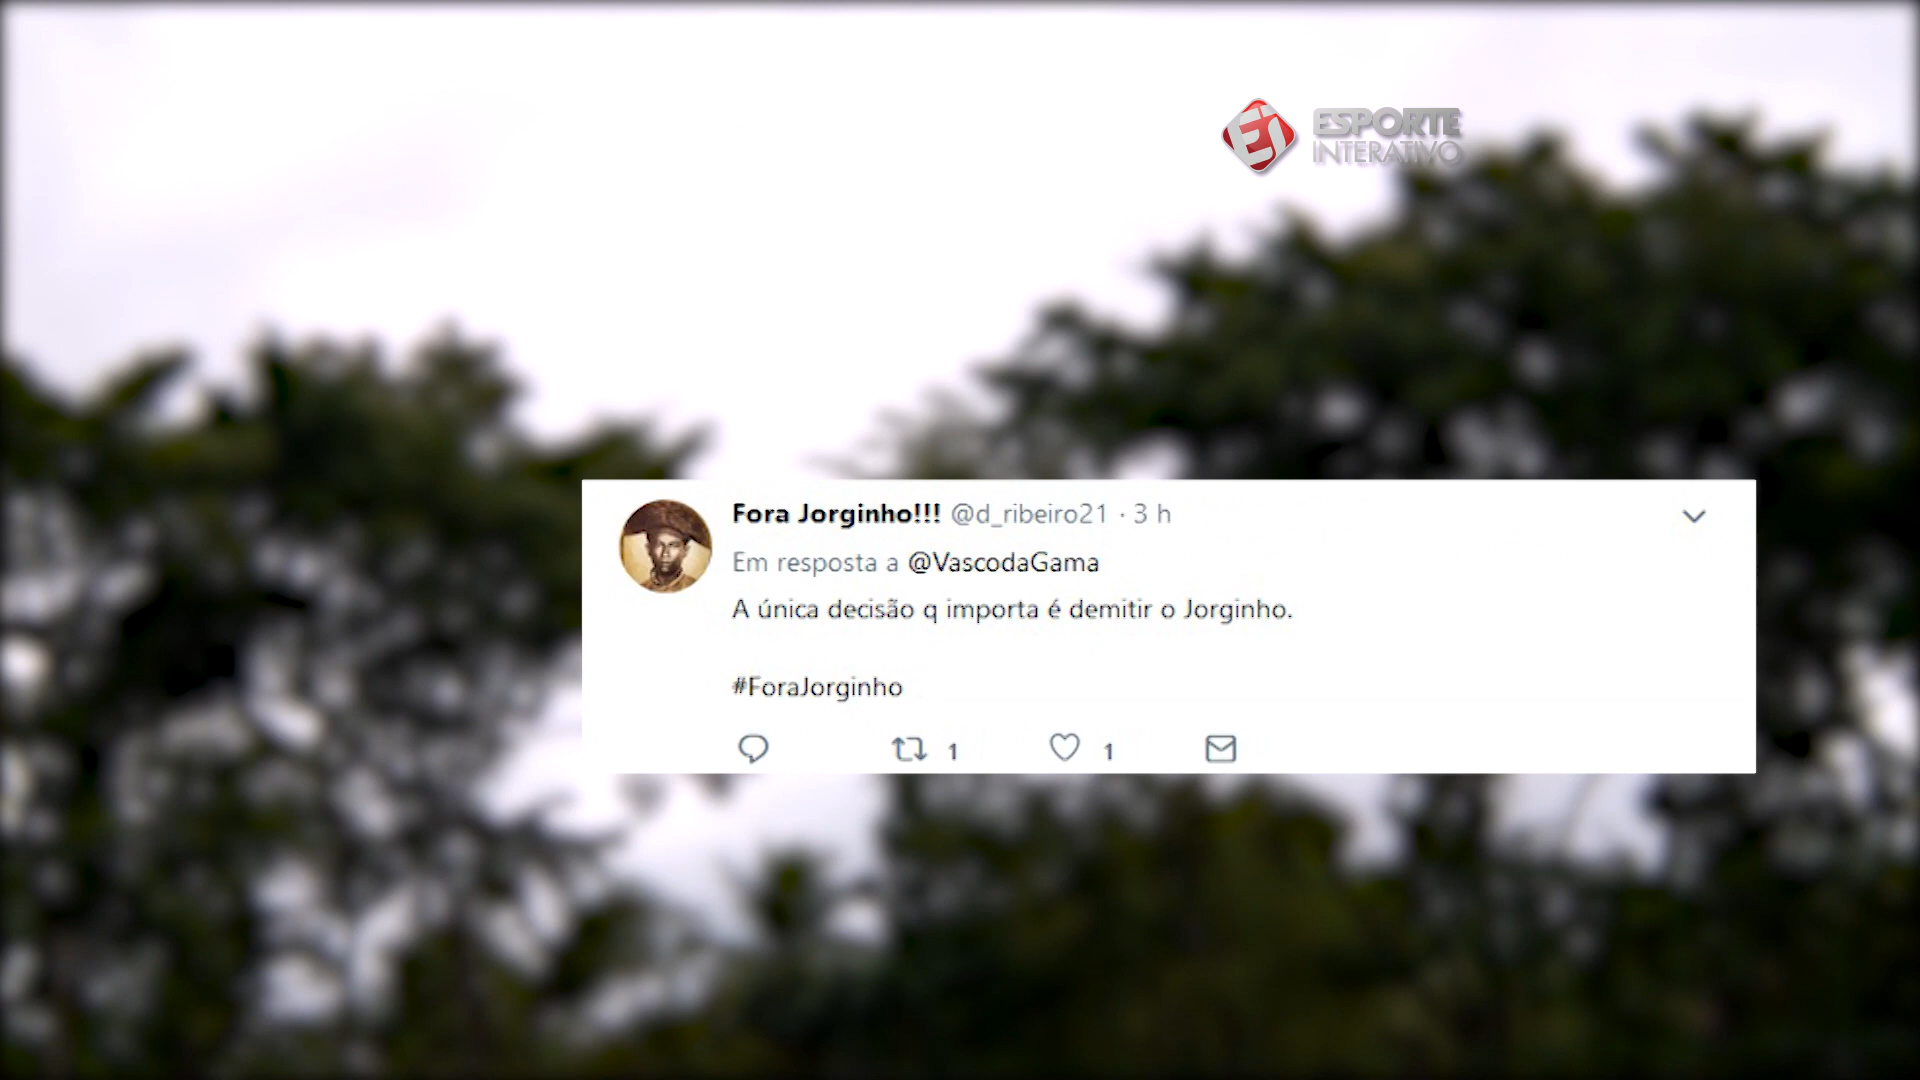 ESPORTE
INTERATIVO
Fora Jorginho!!! @d_ribeiro21 · 3 h
Em resposta a @VascodaGama
A única decisão q importa é demitir o Jorginho.
#ForaJorginho
1 1